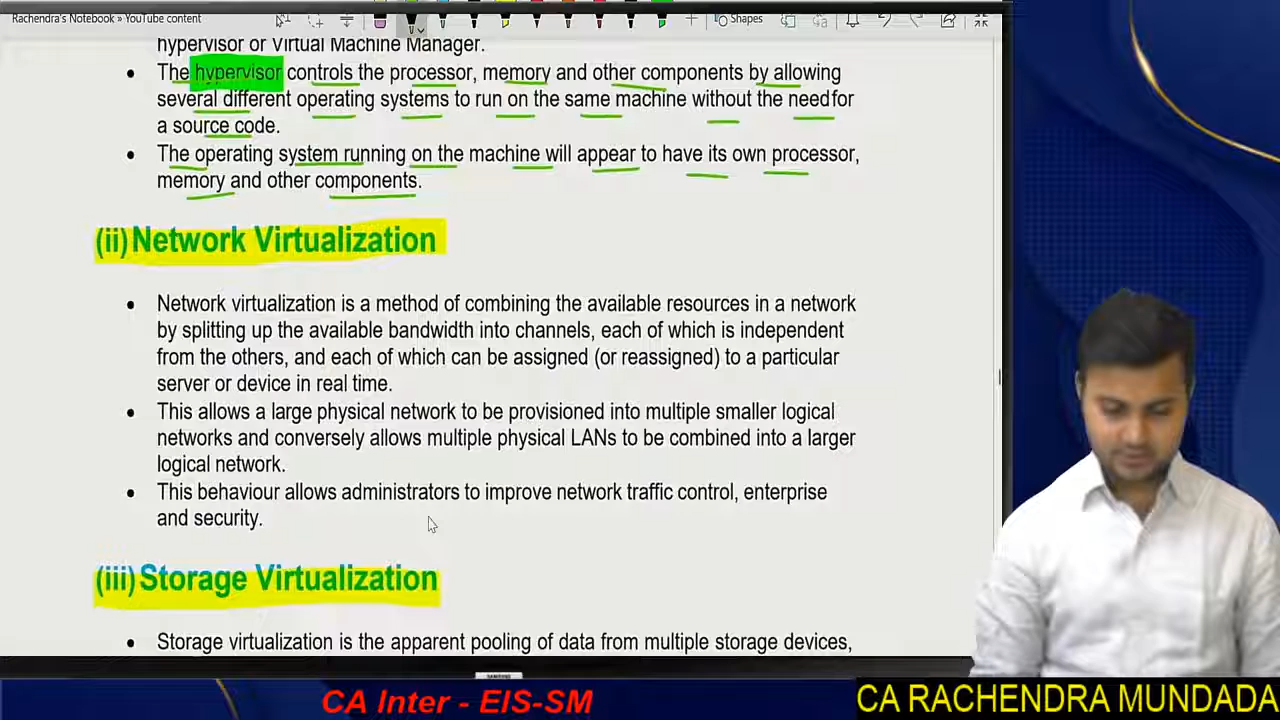 Rachendra's Notebook » YouTube content
Shapes
hypervisor or Virtual Machine Manager.
• The hypervisor controls the processor, memory and other components by allowing
several different operating systems to run on the same machine without the need for
a source code.
• The operating system running on the machine will appear to have its own processor,
memory and other components.
(ii) Network Virtualization
• Network virtualization is a method of combining the available resources in a network
by splitting up the available bandwidth into channels, each of which is independent
from the others, and each of which can be assigned (or reassigned) to a particular
server or device in real time.
• This allows a large physical network to be provisioned into multiple smaller logical
networks and conversely allows multiple physical LANs to be combined into a larger
logical network.
• This behaviour allows administrators to improve network traffic control, enterprise
and security.
(iii) Storage Virtualization
• Storage virtualization is the apparent pooling of data from multiple storage devices,
SAMSUNG
CA Inter - EIS-SM
CA RACHENDRA MUNDADA